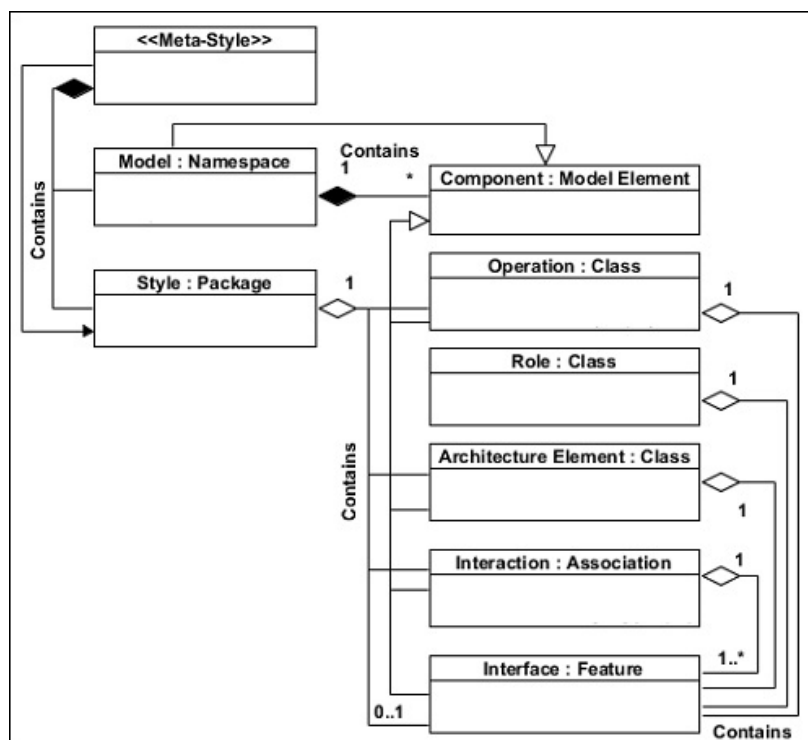 <<Meta-Style>>
Model : Namespace
Contains
1
*
Component : Model Element
Contains
Style : Package
1
Operation : Class
1
Role : Class
1
Contains
Architecture Element : Class
1
Interaction : Association
1
1..*
Interface : Feature
0..1
Contains